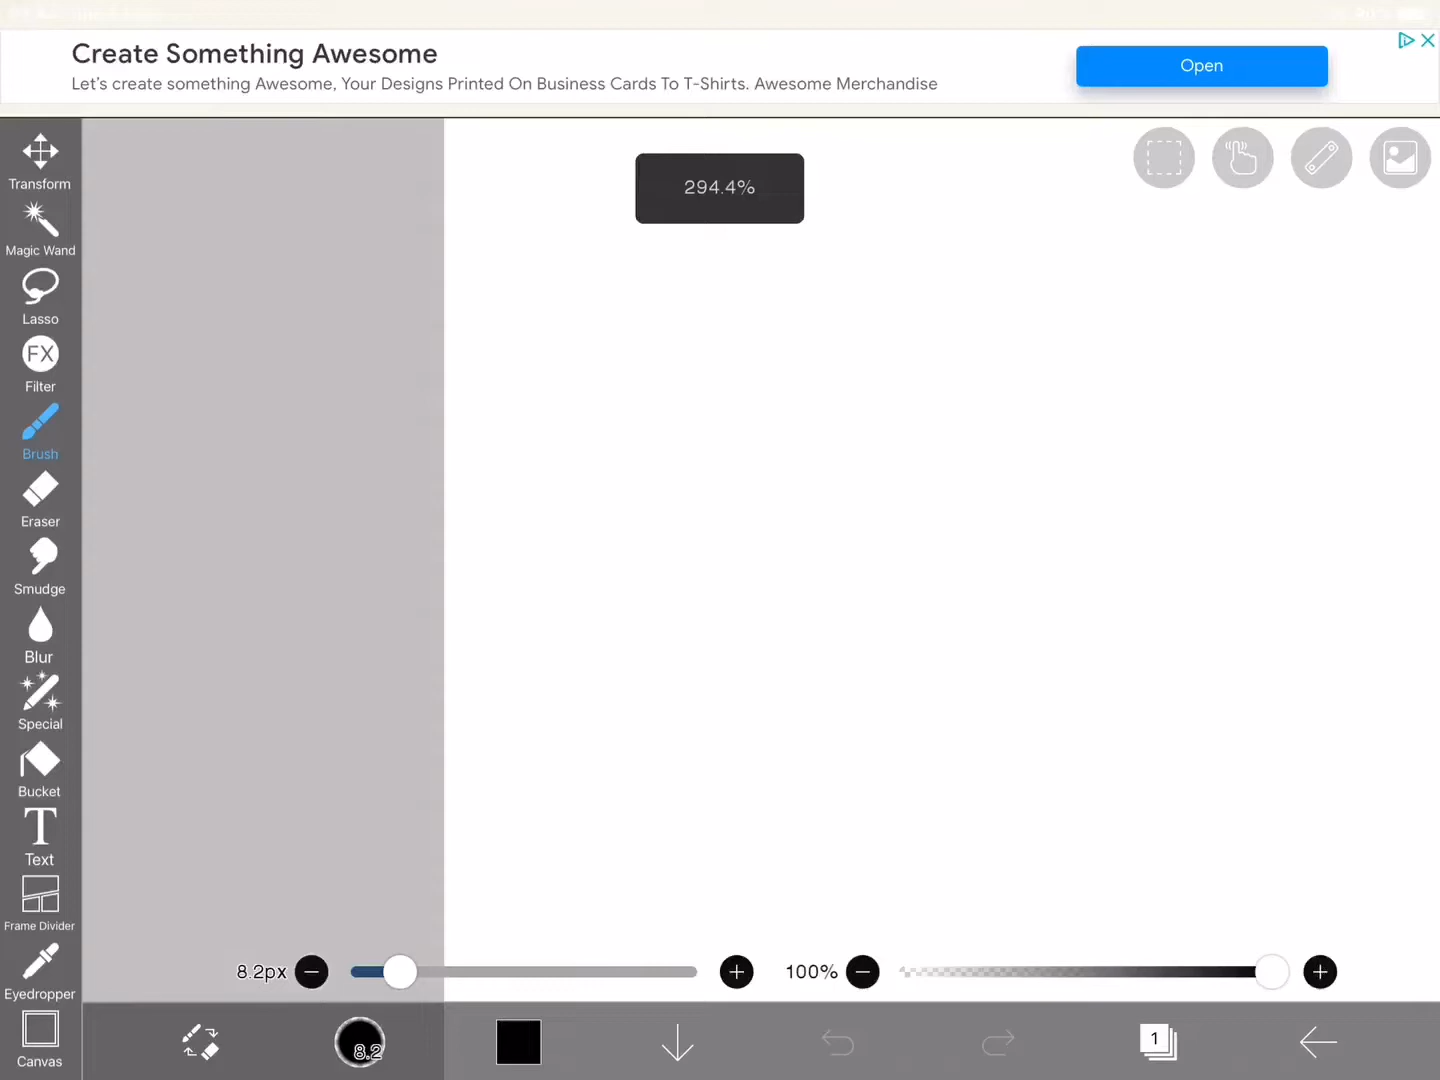 Create Something Awesome
Let's create something Awesome, Your Designs Printed On Business Cards To T-Shirts. Awesome Merchandise
Open
294.4%
Transform
Magic Wand
Lasso
FX
Filter
Brush
Eraser
Smudge
Blur
Special
Bucket
T
Text
Frame Divider
Eyedropper
Canvas
8.2px
100%
8.2
1